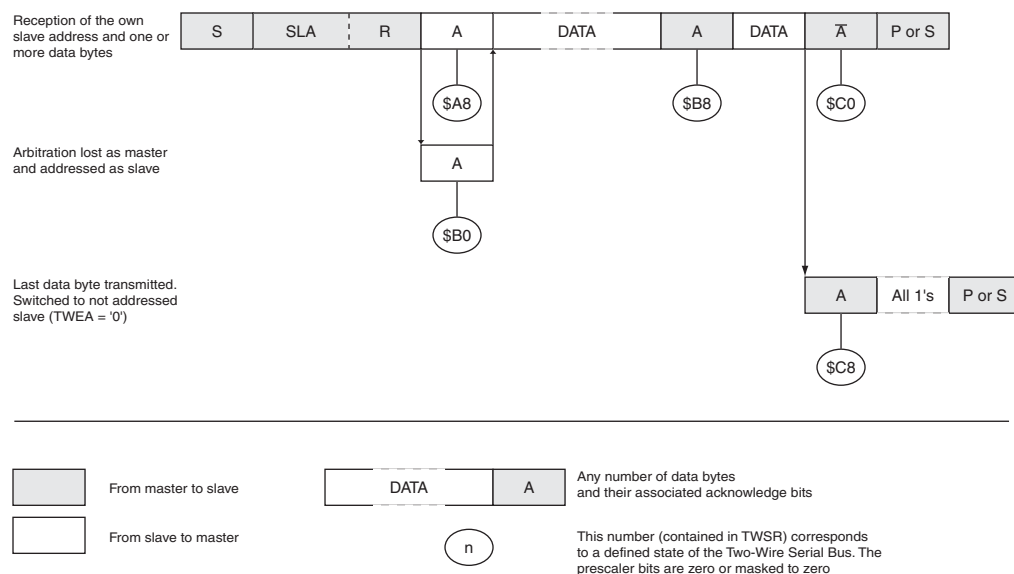 Reception of the own
slave address and one or
more data bytes
S SLA R A DATA A DATA A̅ P or S
$A8 $B8 $C0
Arbitration lost as master
and addressed as slave
A
$B0
Last data byte transmitted.
Switched to not addressed
slave (TWEA = '0')
A All 1's P or S
$C8
From master to slave
DATA A
Any number of data bytes
and their associated acknowledge bits
From slave to master
n
This number (contained in TWSR) corresponds
to a defined state of the Two-Wire Serial Bus. The
prescaler bits are zero or masked to zero